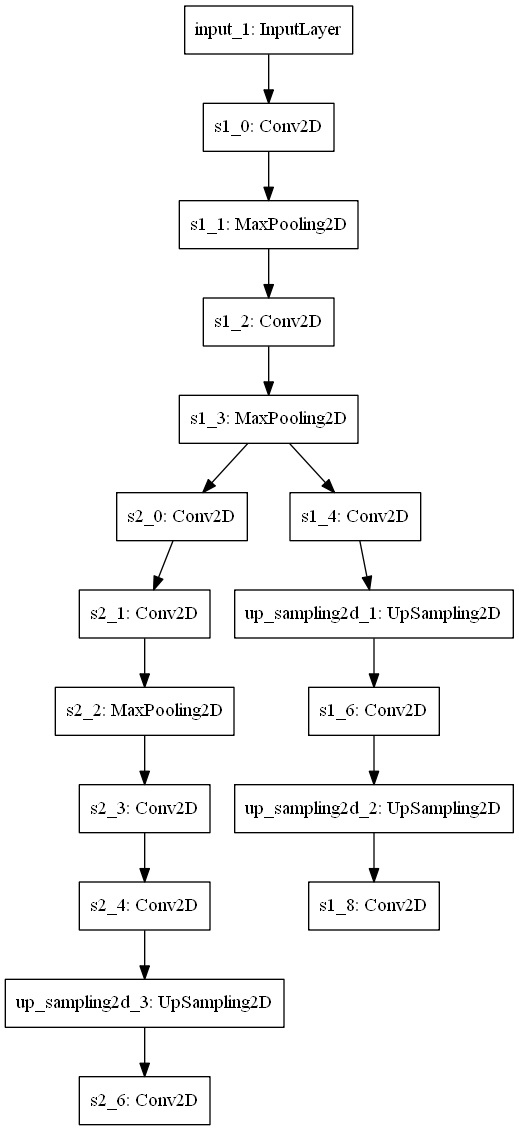 input_1: InputLayer
s1_0: Conv2D
s1_1: MaxPooling2D
s1_2: Conv2D
s1_3: MaxPooling2D
s2_0: Conv2D
s1_4: Conv2D
s2_1: Conv2D
up_sampling2d_1: UpSampling2D
s2_2: MaxPooling2D
s1_6: Conv2D
s2_3: Conv2D
up_sampling2d_2: UpSampling2D
s2_4: Conv2D
s1_8: Conv2D
up_sampling2d_3: UpSampling2D
s2_6: Conv2D